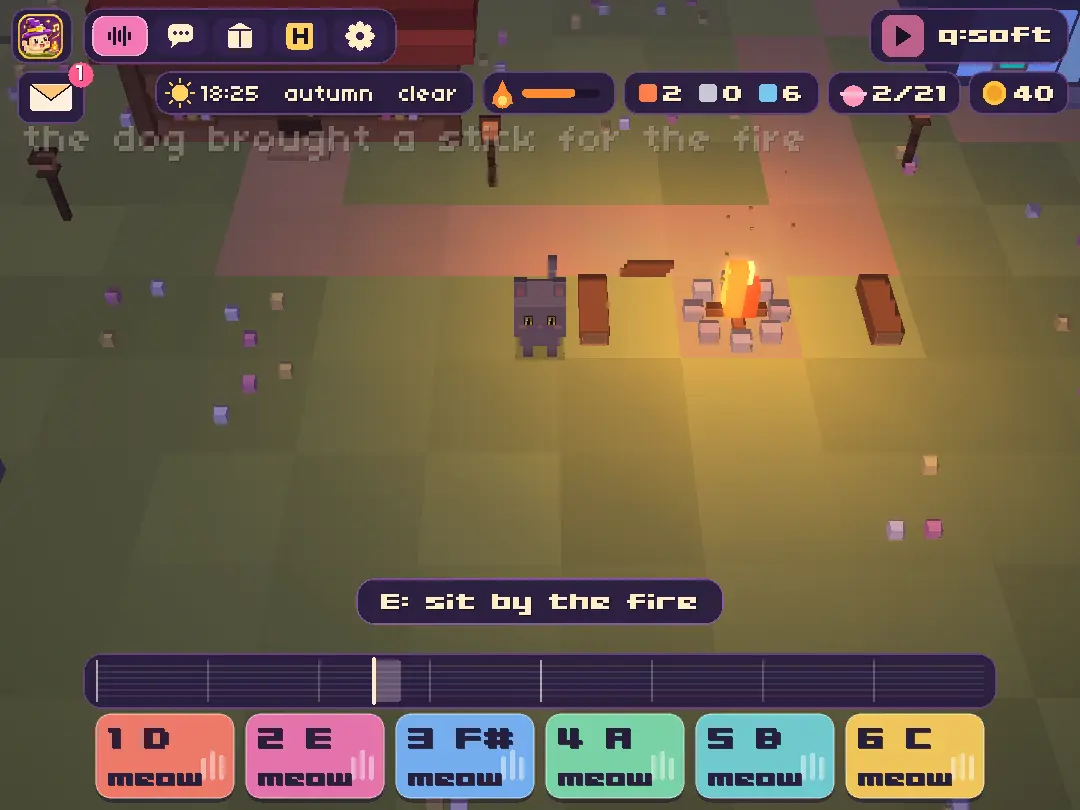 H
q:soft
1
18:25 autumn clear
2 0 6
2/21
40
the dog brought a stick for the fire
E: sit by the fire
1 D
meow
2 E
meow
3 F#
meow
4 A
meow
5 B
meow
6 C
meow